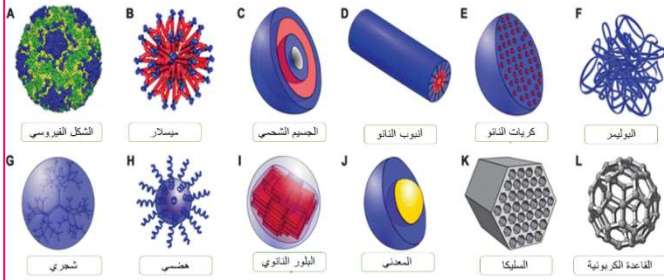 A
B
C
D
E
F
الشكل الفيروسي
ميسلار
الجسيم الشحمي
أنبوب النانو
كريات النانو
البوليمر
G
H
I
J
K
L
شجري
هضمي
البلور النانوي
المعدني
السليكا
القاعدة الكربونية